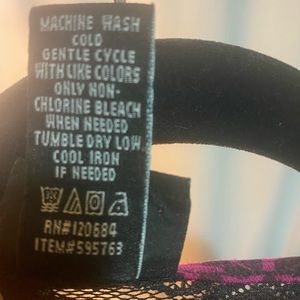 MACHINE WASH
COLD
GENTLE CYCLE
WITH LIKE COLORS
ONLY NON-
CHLORINE BLEACH
WHEN NEEDED
TUMBLE DRY LOW
COOL IRON
IF NEEDED
RN#120684
ITEM#595763